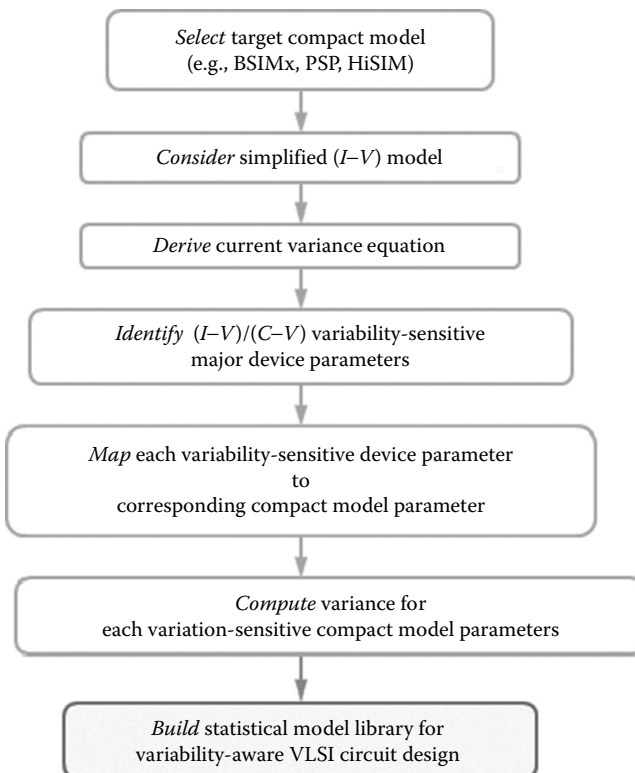 Select target compact model
(e.g., BSIMx, PSP, HiSIM)
Consider simplified (I–V) model
Derive current variance equation
Identify (I–V)/(C–V) variability-sensitive
major device parameters
Map each variability-sensitive device parameter
to
corresponding compact model parameter
Compute variance for
each variation-sensitive compact model parameters
Build statistical model library for
variability-aware VLSI circuit design